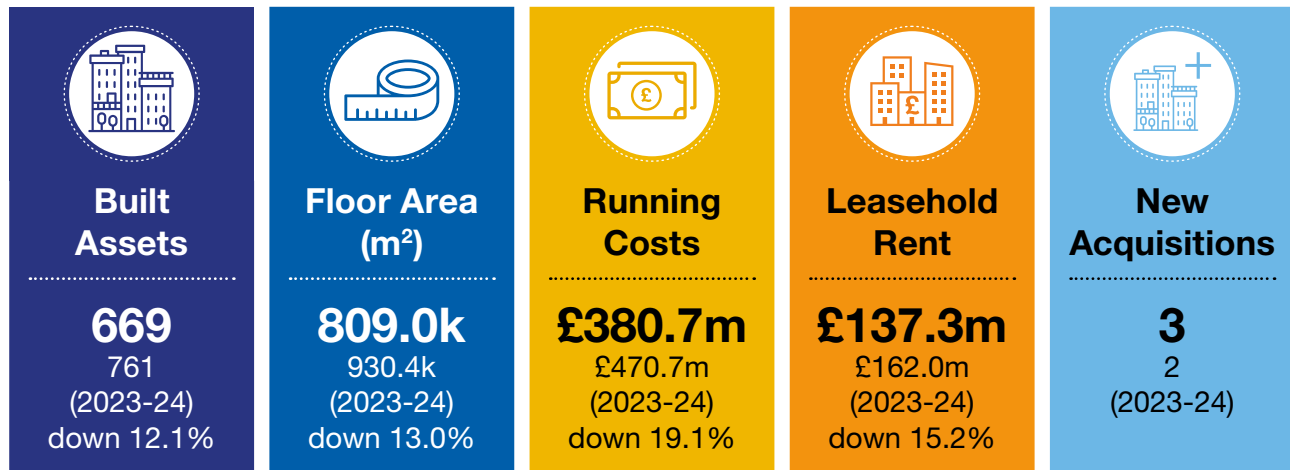 Built
Assets
669
761
(2023-24)
down 12.1%
Floor Area
(m²)
809.0k
930.4k
(2023-24)
down 13.0%
£
Running
Costs
£380.7m
£470.7m
(2023-24)
down 19.1%
£
Leasehold
Rent
£137.3m
£162.0m
(2023-24)
down 15.2%
New
Acquisitions
3
2
(2023-24)